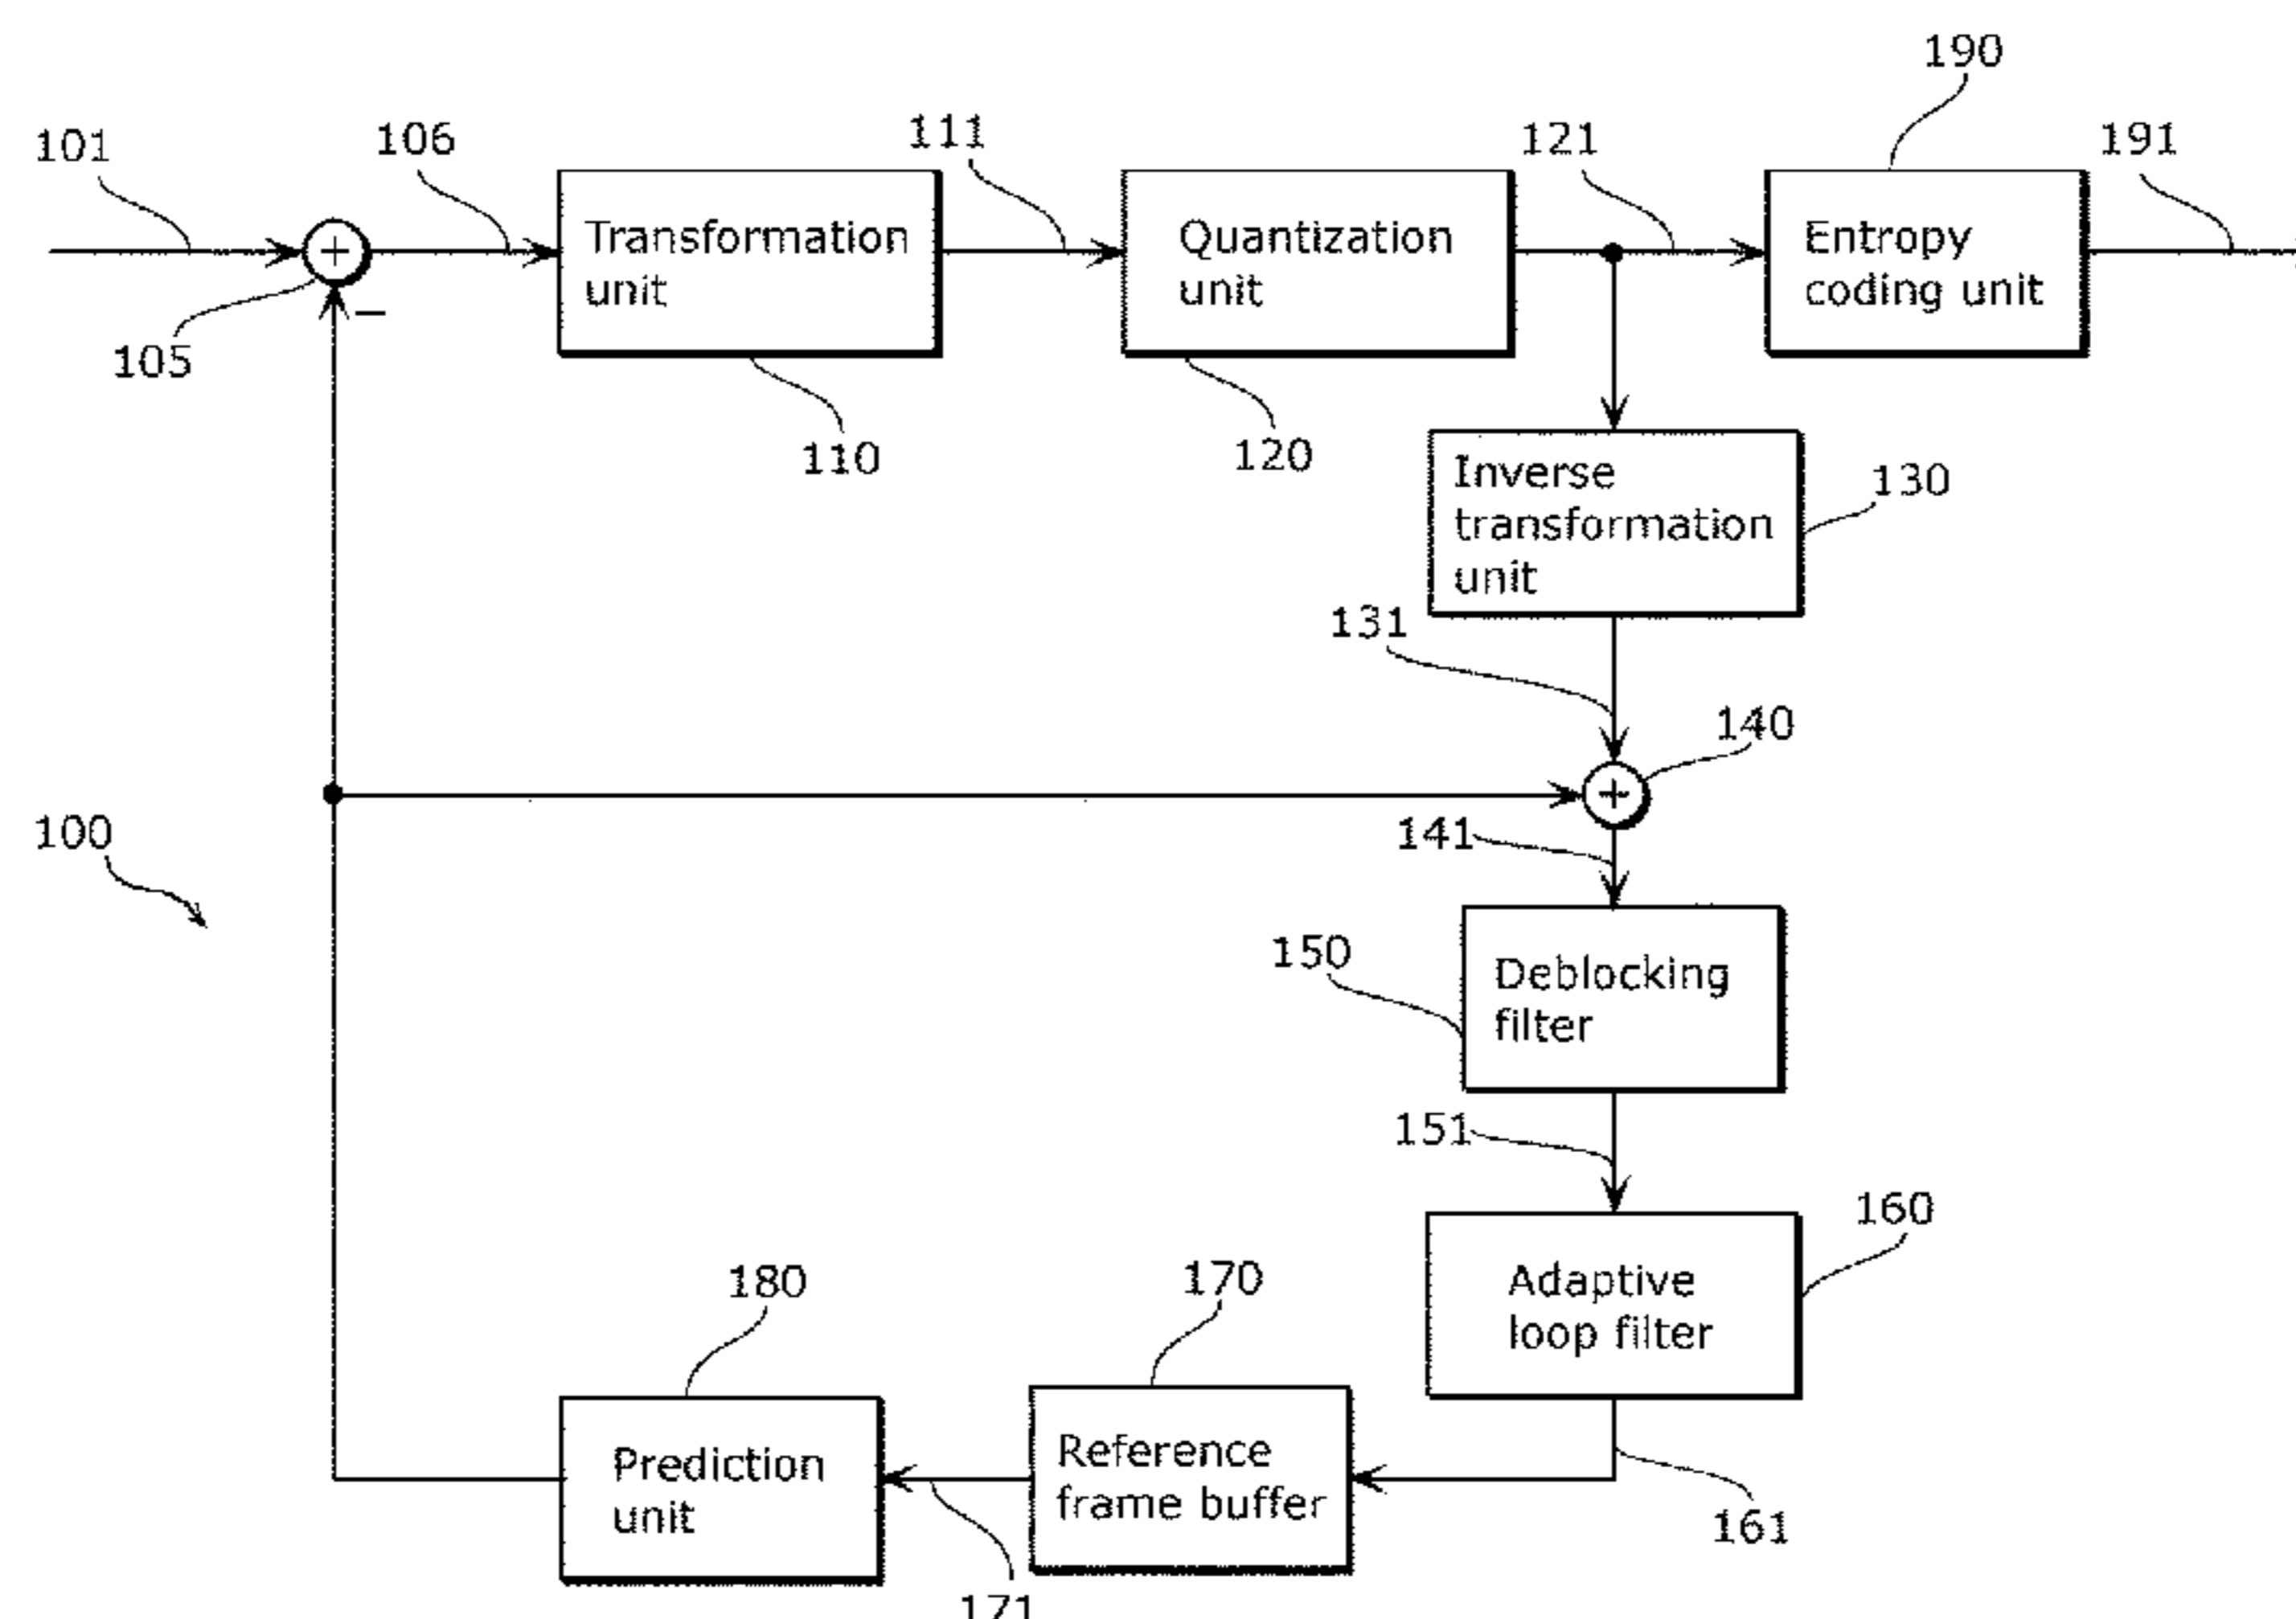 190
101
106
111
121
191
Transformation
unit
Quantization
unit
Entropy
coding unit
+
−
105
110
120
Inverse
transformation
unit
130
131
140
+
100
141
150
Deblocking
filter
151
160
Adaptive
loop filter
180
170
Prediction
unit
Reference
frame buffer
161
171